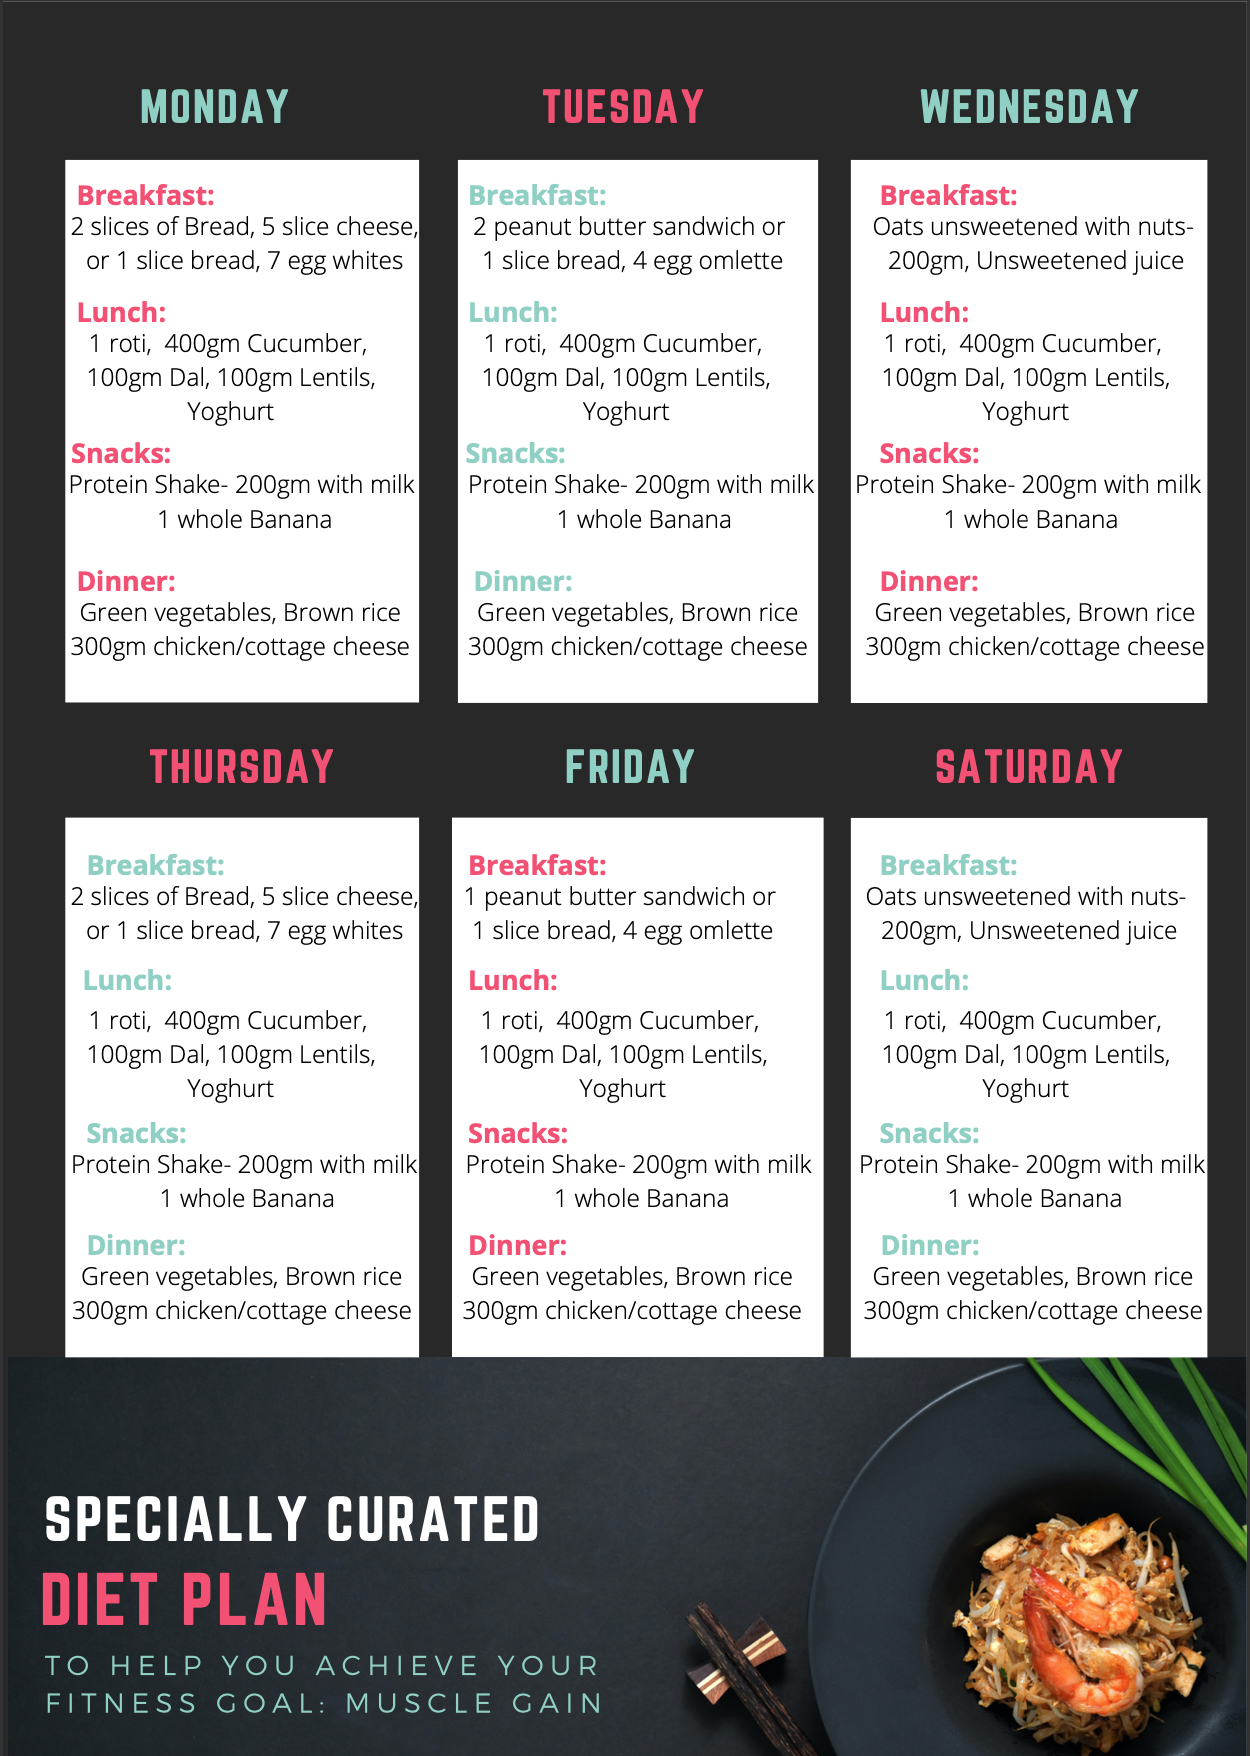 MONDAY
Breakfast:
2 slices of Bread, 5 slice cheese,
or 1 slice bread, 7 egg whites
Lunch:
1 roti,  400gm Cucumber,
100gm Dal, 100gm Lentils,
Yoghurt
Snacks:
Protein Shake- 200gm with milk
1 whole Banana
Dinner:
Green vegetables, Brown rice
300gm chicken/cottage cheese
TUESDAY
Breakfast:
2 peanut butter sandwich or
1 slice bread, 4 egg omlette
Lunch:
1 roti,  400gm Cucumber,
100gm Dal, 100gm Lentils,
Yoghurt
Snacks:
Protein Shake- 200gm with milk
1 whole Banana
Dinner:
Green vegetables, Brown rice
300gm chicken/cottage cheese
WEDNESDAY
Breakfast:
Oats unsweetened with nuts-
200gm, Unsweetened juice
Lunch:
1 roti,  400gm Cucumber,
100gm Dal, 100gm Lentils,
Yoghurt
Snacks:
Protein Shake- 200gm with milk
1 whole Banana
Dinner:
Green vegetables, Brown rice
300gm chicken/cottage cheese
THURSDAY
Breakfast:
2 slices of Bread, 5 slice cheese,
or 1 slice bread, 7 egg whites
Lunch:
1 roti,  400gm Cucumber,
100gm Dal, 100gm Lentils,
Yoghurt
Snacks:
Protein Shake- 200gm with milk
1 whole Banana
Dinner:
Green vegetables, Brown rice
300gm chicken/cottage cheese
FRIDAY
Breakfast:
1 peanut butter sandwich or
1 slice bread, 4 egg omlette
Lunch:
1 roti,  400gm Cucumber,
100gm Dal, 100gm Lentils,
Yoghurt
Snacks:
Protein Shake- 200gm with milk
1 whole Banana
Dinner:
Green vegetables, Brown rice
300gm chicken/cottage cheese
SATURDAY
Breakfast:
Oats unsweetened with nuts-
200gm, Unsweetened juice
Lunch:
1 roti,  400gm Cucumber,
100gm Dal, 100gm Lentils,
Yoghurt
Snacks:
Protein Shake- 200gm with milk
1 whole Banana
Dinner:
Green vegetables, Brown rice
300gm chicken/cottage cheese
SPECIALLY CURATED
DIET PLAN
TO HELP YOU ACHIEVE YOUR
FITNESS GOAL: MUSCLE GAIN